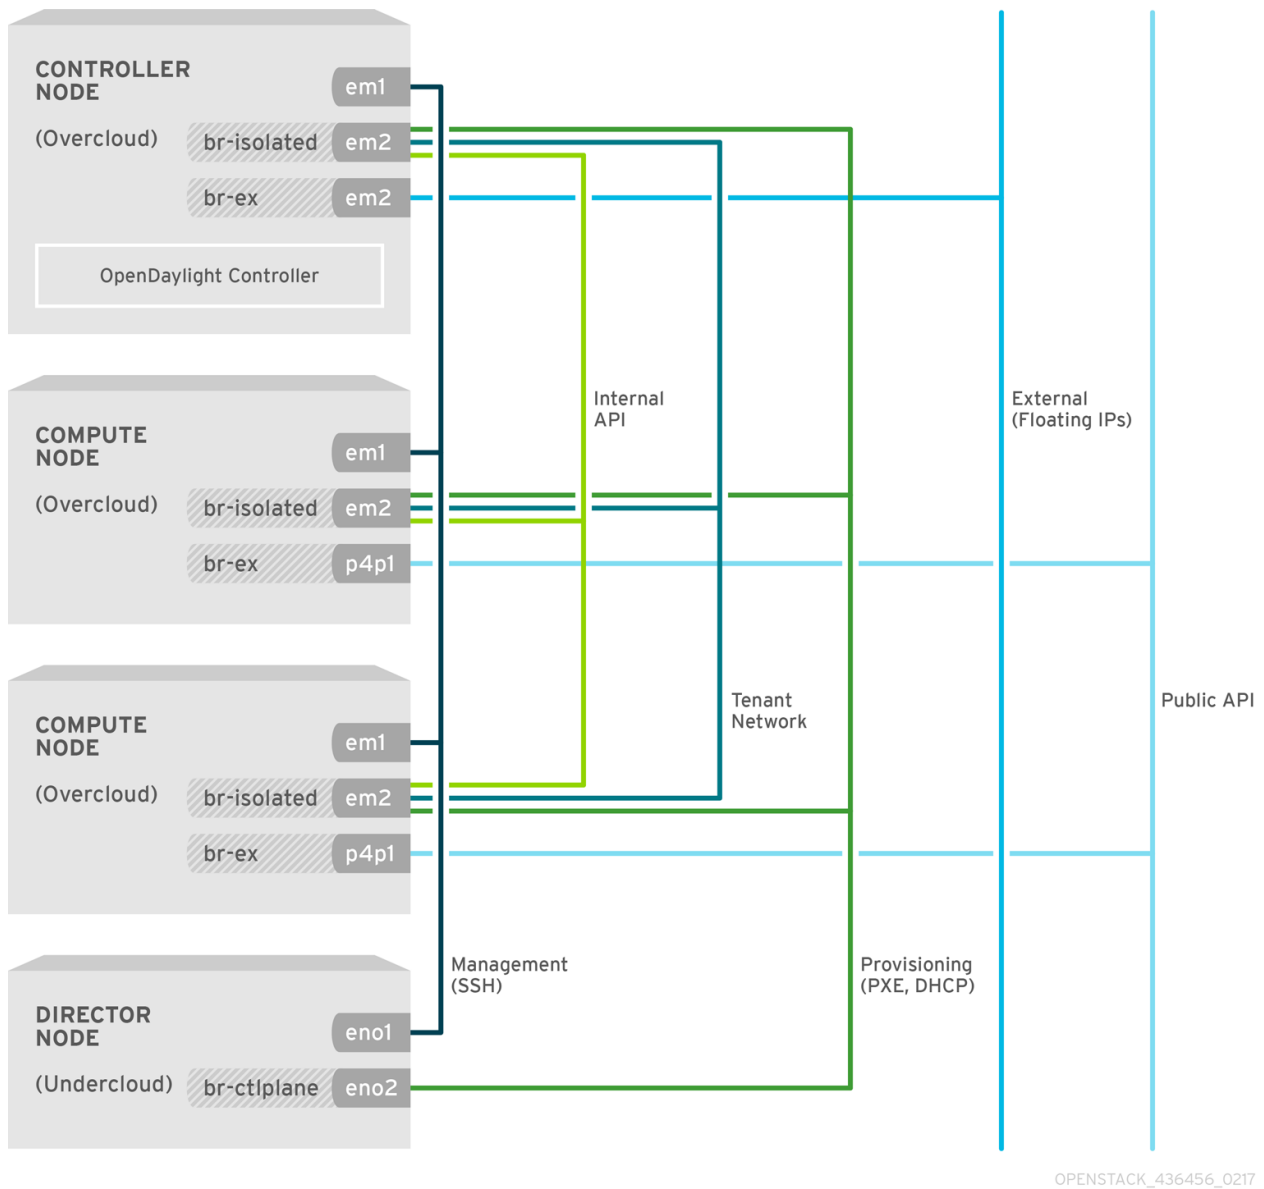 CONTROLLER
NODE
(Overcloud)
em1
br-isolated em2
br-ex em2
OpenDaylight Controller
COMPUTE
NODE
(Overcloud)
em1
br-isolated em2
br-ex p4p1
COMPUTE
NODE
(Overcloud)
em1
br-isolated em2
br-ex p4p1
DIRECTOR
NODE
(Undercloud)
eno1
br-ctlplane eno2
Internal
API
External
(Floating IPs)
Tenant
Network
Public API
Management
(SSH)
Provisioning
(PXE, DHCP)
OPENSTACK_436456_0217